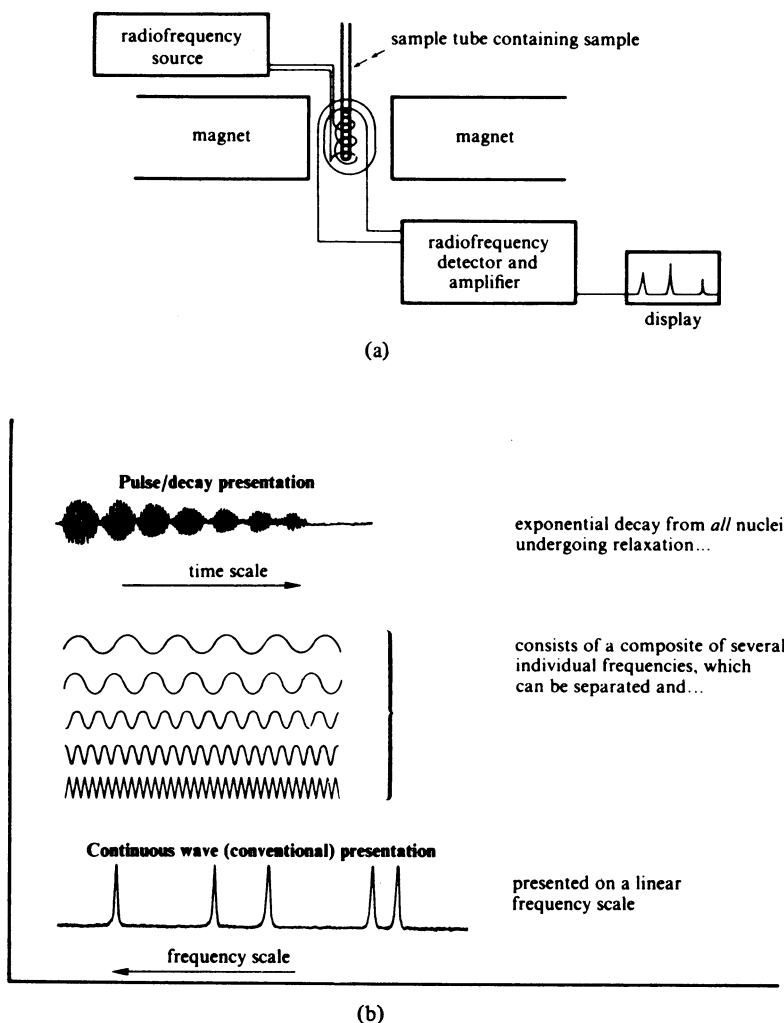 radiofrequency
source
sample tube containing sample
magnet
magnet
radiofrequency
detector and
amplifier
display
(a)
Pulse/decay presentation
exponential decay from all nuclei
undergoing relaxation...
time scale
consists of a composite of several
individual frequencies, which
can be separated and...
Continuous wave (conventional) presentation
presented on a linear
frequency scale
frequency scale
(b)